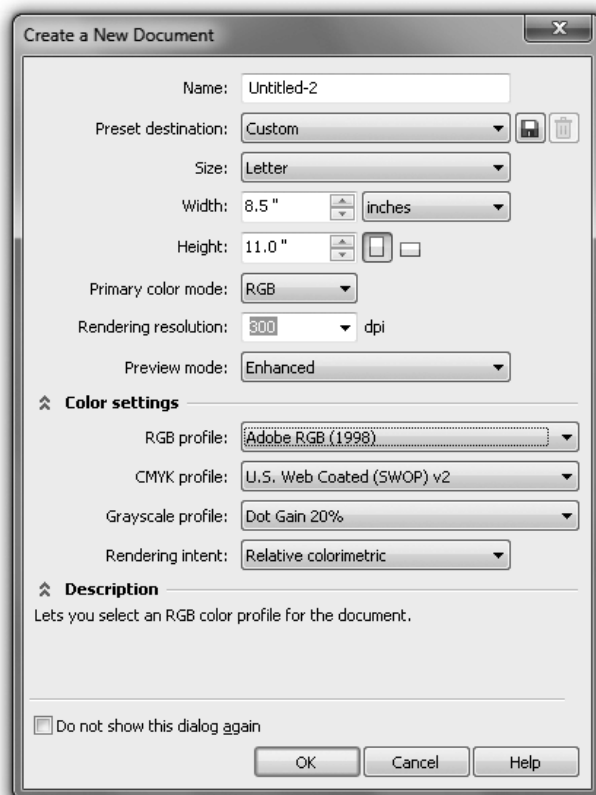 Create a New Document
Name: Untitled-2
Preset destination: Custom
Size: Letter
Width: 8.5 " inches
Height: 11.0 "
Primary color mode: RGB
Rendering resolution: 300 dpi
Preview mode: Enhanced
Color settings
RGB profile: Adobe RGB (1998)
CMYK profile: U.S. Web Coated (SWOP) v2
Grayscale profile: Dot Gain 20%
Rendering intent: Relative colorimetric
Description
Lets you select an RGB color profile for the document.
Do not show this dialog again
OK Cancel Help